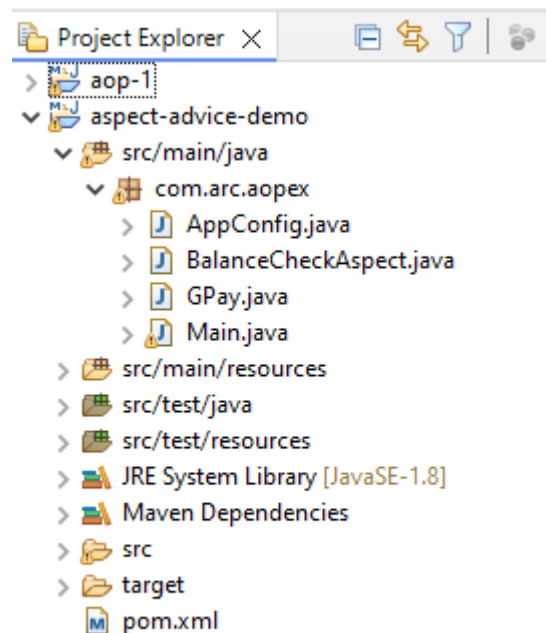 Project Explorer
aop-1
aspect-advice-demo
src/main/java
com.arc.aopex
AppConfig.java
BalanceCheckAspect.java
GPay.java
Main.java
src/main/resources
src/test/java
src/test/resources
JRE System Library [JavaSE-1.8]
Maven Dependencies
src
target
pom.xml